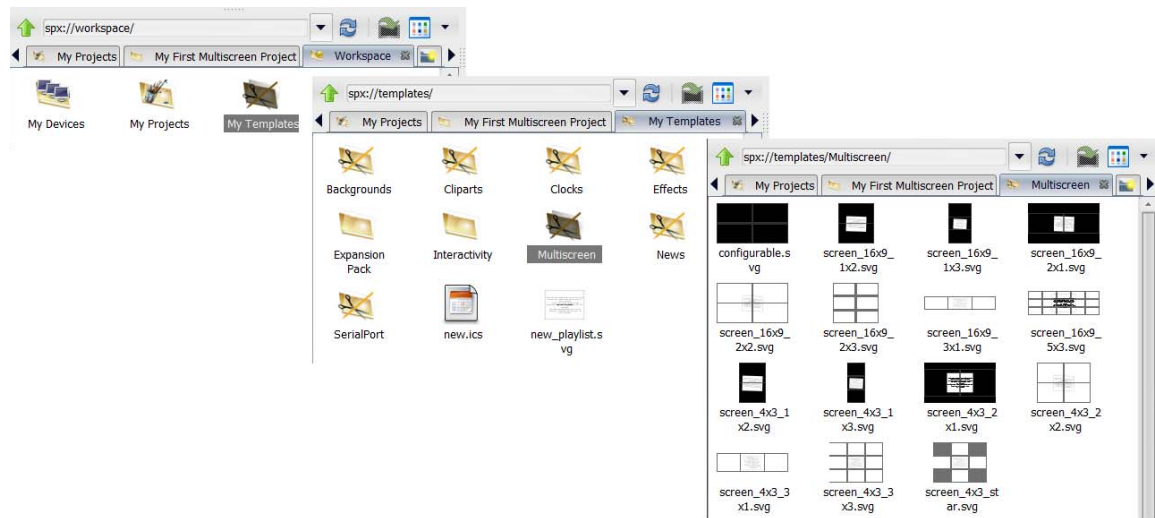 spx://workspace/
My Projects
My First Multiscreen Project
Workspace
My Devices
My Projects
My Templates
spx://templates/
My Projects
My First Multiscreen Project
My Templates
Backgrounds
Cliparts
Clocks
Effects
Expansion
Pack
Interactivity
Multiscreen
News
SerialPort
new.ics
new_playlist.s
vg
spx://templates/Multiscreen/
My Projects
My First Multiscreen Project
Multiscreen
configurable.s
vg
screen_16x9_
1x2.svg
screen_16x9_
1x3.svg
screen_16x9_
2x1.svg
screen_16x9_
2x2.svg
screen_16x9_
2x3.svg
screen_16x9_
3x1.svg
screen_16x9_
5x3.svg
screen_4x3_1
x2.svg
screen_4x3_1
x3.svg
screen_4x3_2
x1.svg
screen_4x3_2
x2.svg
screen_4x3_3
x1.svg
screen_4x3_3
x3.svg
screen_4x3_st
ar.svg